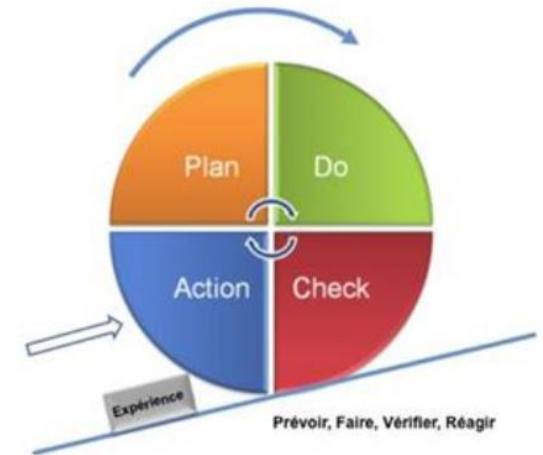 Plan
Do
Action
Check
Expérience
Prévoir, Faire, Vérifier, Réagir